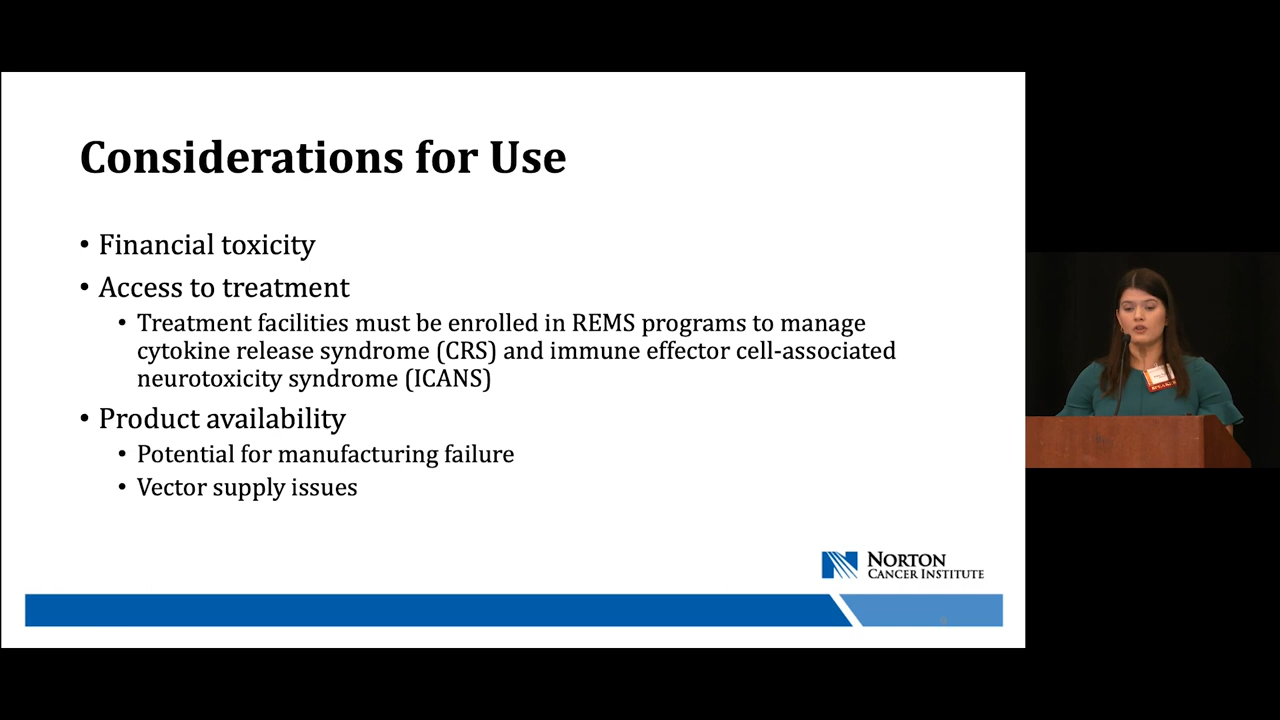 Considerations for Use
• Financial toxicity
• Access to treatment
• Treatment facilities must be enrolled in REMS programs to manage
cytokine release syndrome (CRS) and immune effector cell-associated
neurotoxicity syndrome (ICANS)
• Product availability
• Potential for manufacturing failure
• Vector supply issues
NORTON
CANCER INSTITUTE